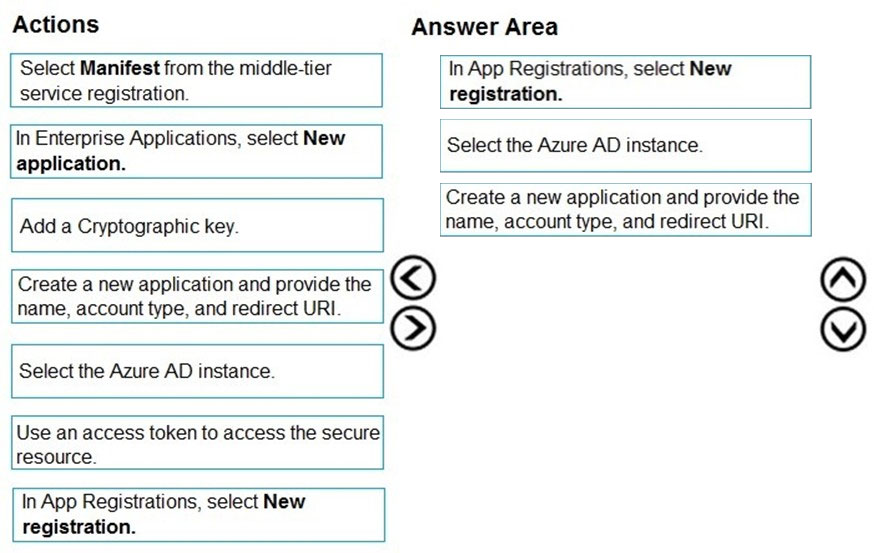 Actions
Select Manifest from the middle-tier
service registration.
In Enterprise Applications, select New
application.
Add a Cryptographic key.
Create a new application and provide the
name, account type, and redirect URI.
Select the Azure AD instance.
Use an access token to access the secure
resource.
In App Registrations, select New
registration.
Answer Area
In App Registrations, select New
registration.
Select the Azure AD instance.
Create a new application and provide the
name, account type, and redirect URI.